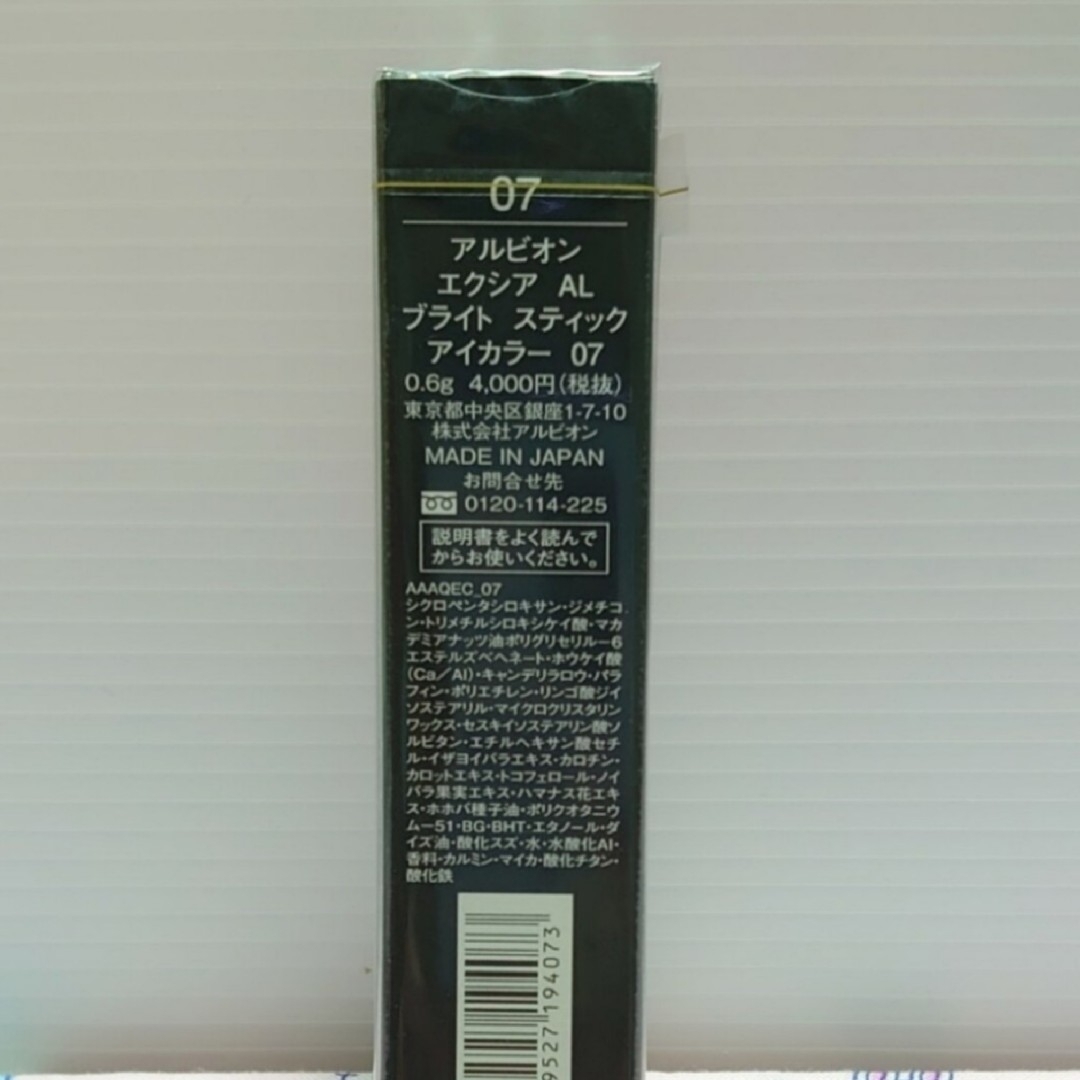 07
アルビオン
エクシア AL
ブライト スティック
アイカラー 07
0.6g 4,000円(税抜)
東京都中央区銀座1-7-10
株式会社アルビオン
MADE IN JAPAN
お問合せ先
0120-114-225
説明書をよく読んで
からお使いください。
AAAQEC_07
シクロペンタシロキサン・ジメチコ
ン・トリメチルシロキシケイ酸・マカ
デミアナッツ油ポリグリセリル-6
エステルズベヘネート・ホウケイ酸
(Ca/Al)・キャンデリラロウ・パラ
フィン・ポリエチレン・リンゴ酸ジイ
ソステアリル・マイクロクリスタリン
ワックス・セスキイソステアリン酸ソ
ルビタン・エチルヘキサン酸セチ
ル・イザヨイバラエキス・カロチン・
カロットエキス・トコフェロール・ノイ
バラ果実エキス・ハマナス花エキ
ス・ホホバ種子油・ポリクオタニウ
ム-51・BG・BHT・エタノール・ダ
イズ油・酸化スズ・水・水酸化Al・
香料・カルミン・マイカ・酸化チタン・
酸化鉄
9527 194073